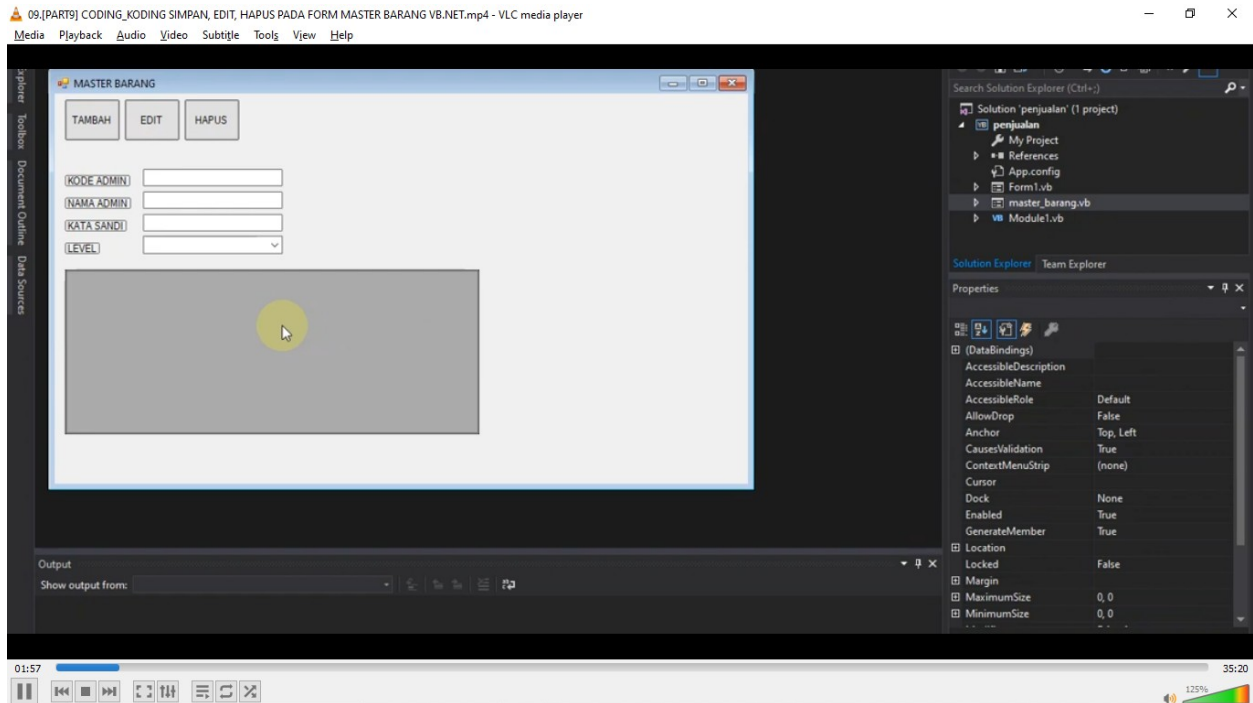 09.[PART9] CODING_KODING SIMPAN, EDIT, HAPUS PADA FORM MASTER BARANG VB.NET.mp4 - VLC media player
Media Playback Audio Video Subtitle Tools View Help
MASTER BARANG
TAMBAH EDIT HAPUS
KODE ADMIN
NAMA ADMIN
KATA SANDI
LEVEL
Toolbox
Document Outline
Data Sources
Search Solution Explorer (Ctrl+;)
Solution 'penjualan' (1 project)
penjualan
My Project
References
App.config
Form1.vb
master_barang.vb
Module1.vb
Solution Explorer Team Explorer
Properties
(DataBindings)
AccessibleDescription
AccessibleName
AccessibleRole Default
AllowDrop False
Anchor Top, Left
CausesValidation True
ContextMenuStrip (none)
Cursor
Dock None
Enabled True
GenerateMember True
Location
Locked False
Margin
MaximumSize 0, 0
MinimumSize 0, 0
Output
Show output from:
01:57 35:20
125%